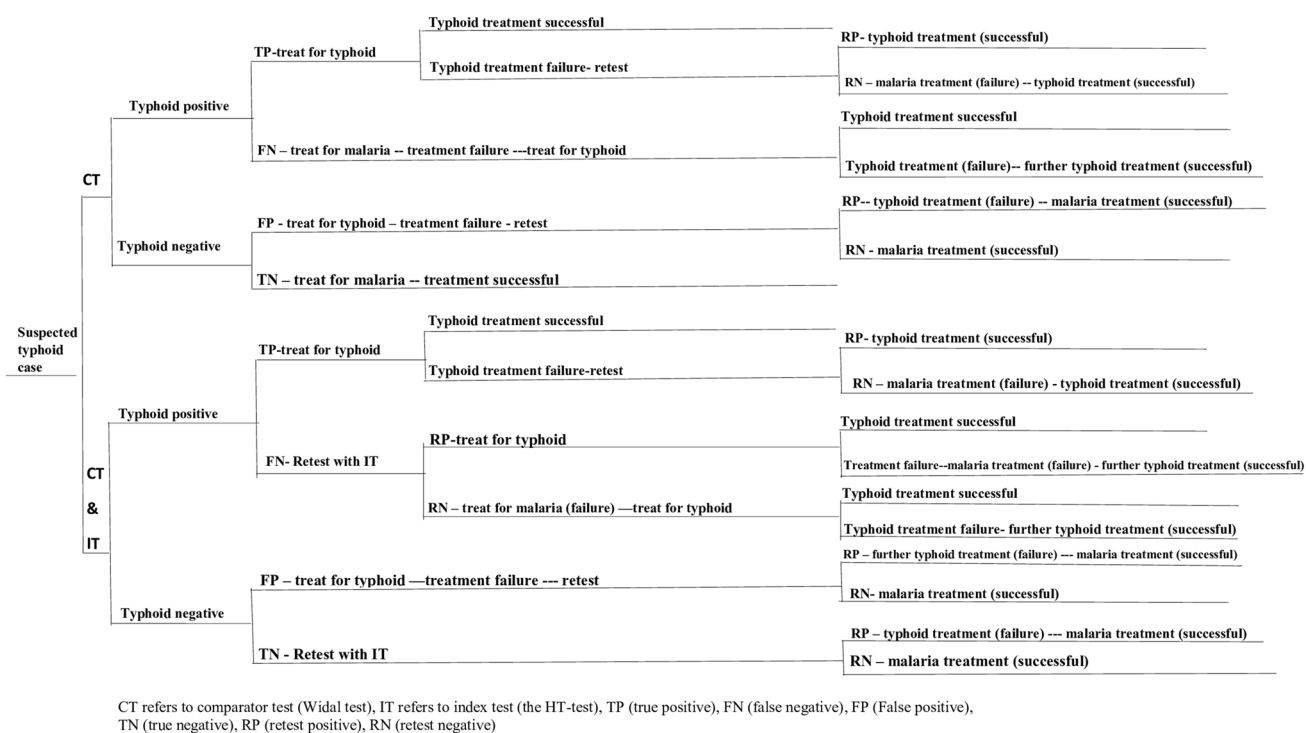 Typhoid treatment successful
TP-treat for typhoid
RP- typhoid treatment (successful)
Typhoid treatment failure- retest
RN – malaria treatment (failure) -- typhoid treatment (successful)
Typhoid positive
Typhoid treatment successful
FN – treat for malaria -- treatment failure ---treat for typhoid
Typhoid treatment (failure)-- further typhoid treatment (successful)
CT
RP-- typhoid treatment (failure) -- malaria treatment (successful)
FP - treat for typhoid – treatment failure - retest
Typhoid negative
RN - malaria treatment (successful)
TN – treat for malaria -- treatment successful
Suspected
typhoid
case
Typhoid treatment successful
TP-treat for typhoid
RP- typhoid treatment (successful)
Typhoid treatment failure-retest
RN – malaria treatment (failure) - typhoid treatment (successful)
Typhoid positive
Typhoid treatment successful
RP-treat for typhoid
FN- Retest with IT
Treatment failure--malaria treatment (failure) - further typhoid treatment (successful)
CT
&
IT
Typhoid treatment successful
RN – treat for malaria (failure) —treat for typhoid
Typhoid treatment failure- further typhoid treatment (successful)
RP – further typhoid treatment (failure) --- malaria treatment (successful)
FP – treat for typhoid —treatment failure --- retest
RN- malaria treatment (successful)
Typhoid negative
RP – typhoid treatment (failure) --- malaria treatment (successful)
TN - Retest with IT
RN – malaria treatment (successful)
CT refers to comparator test (Widal test), IT refers to index test (the HT-test), TP (true positive), FN (false negative), FP (False positive),
TN (true negative), RP (retest positive), RN (retest negative)